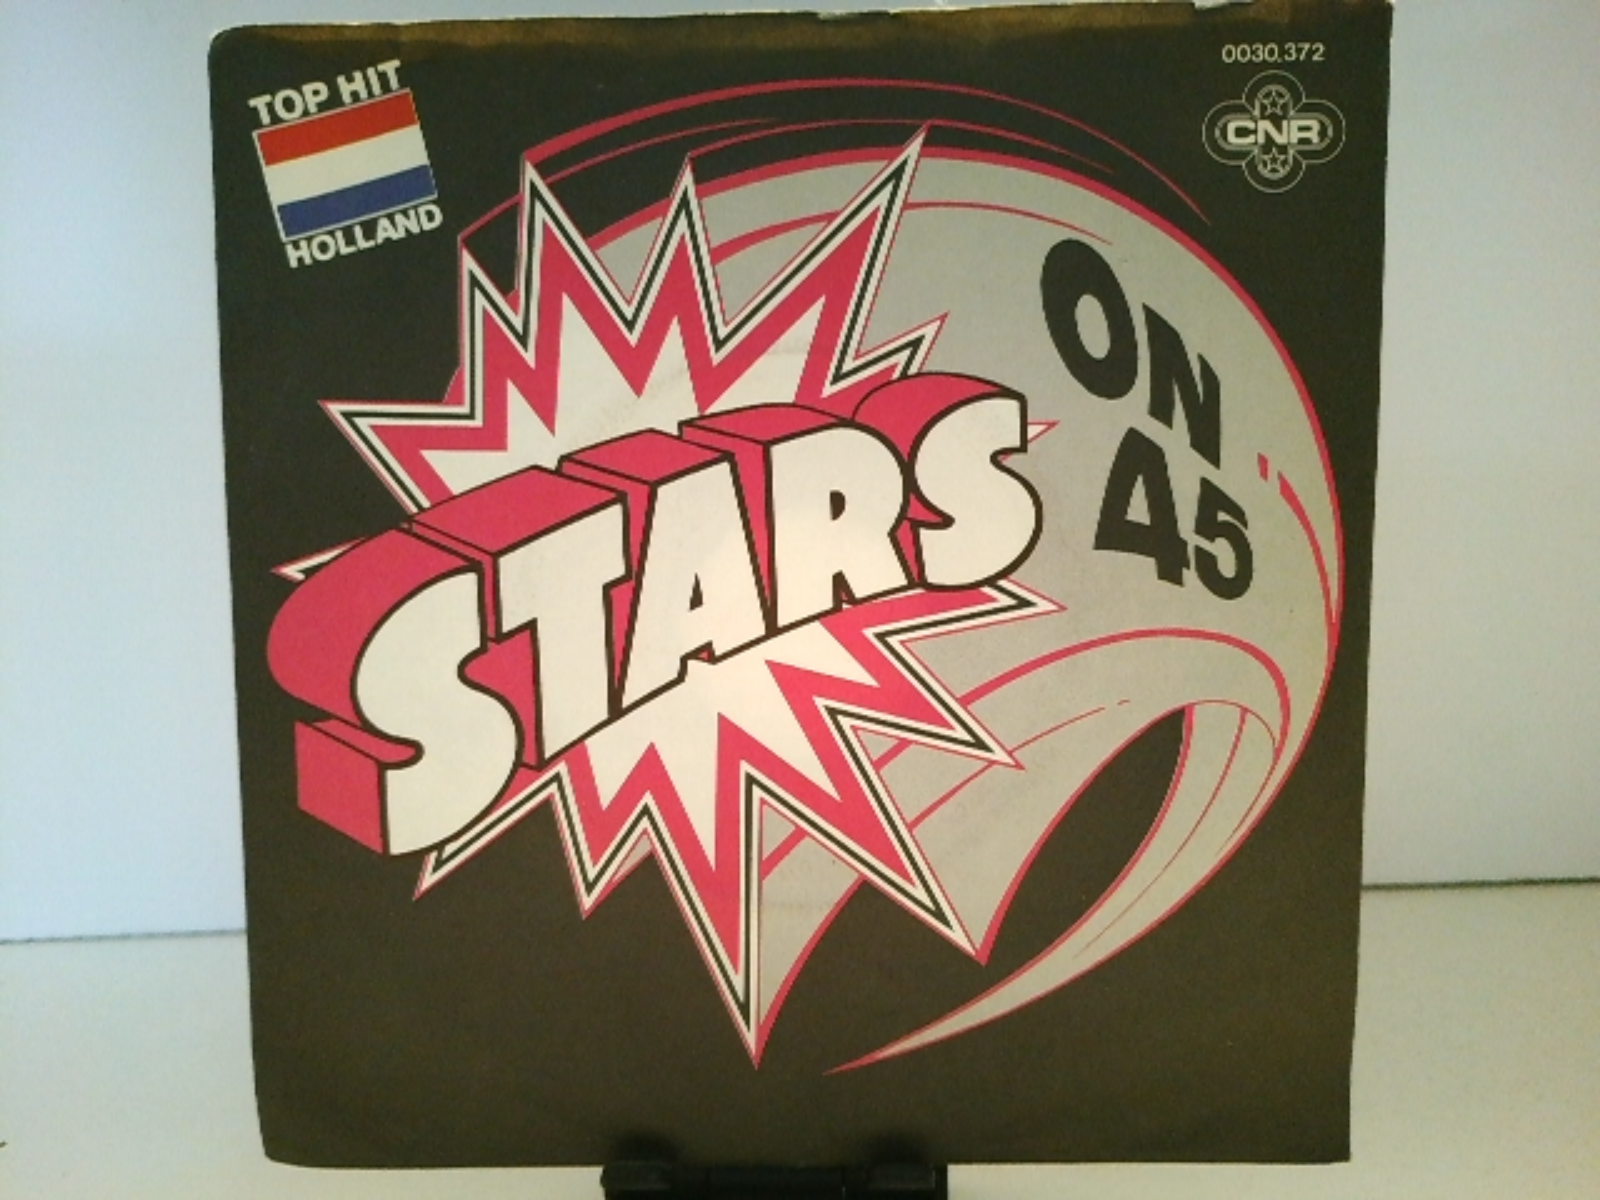 TOP HIT
HOLLAND
0030.372
CNR
STARS
ON
45